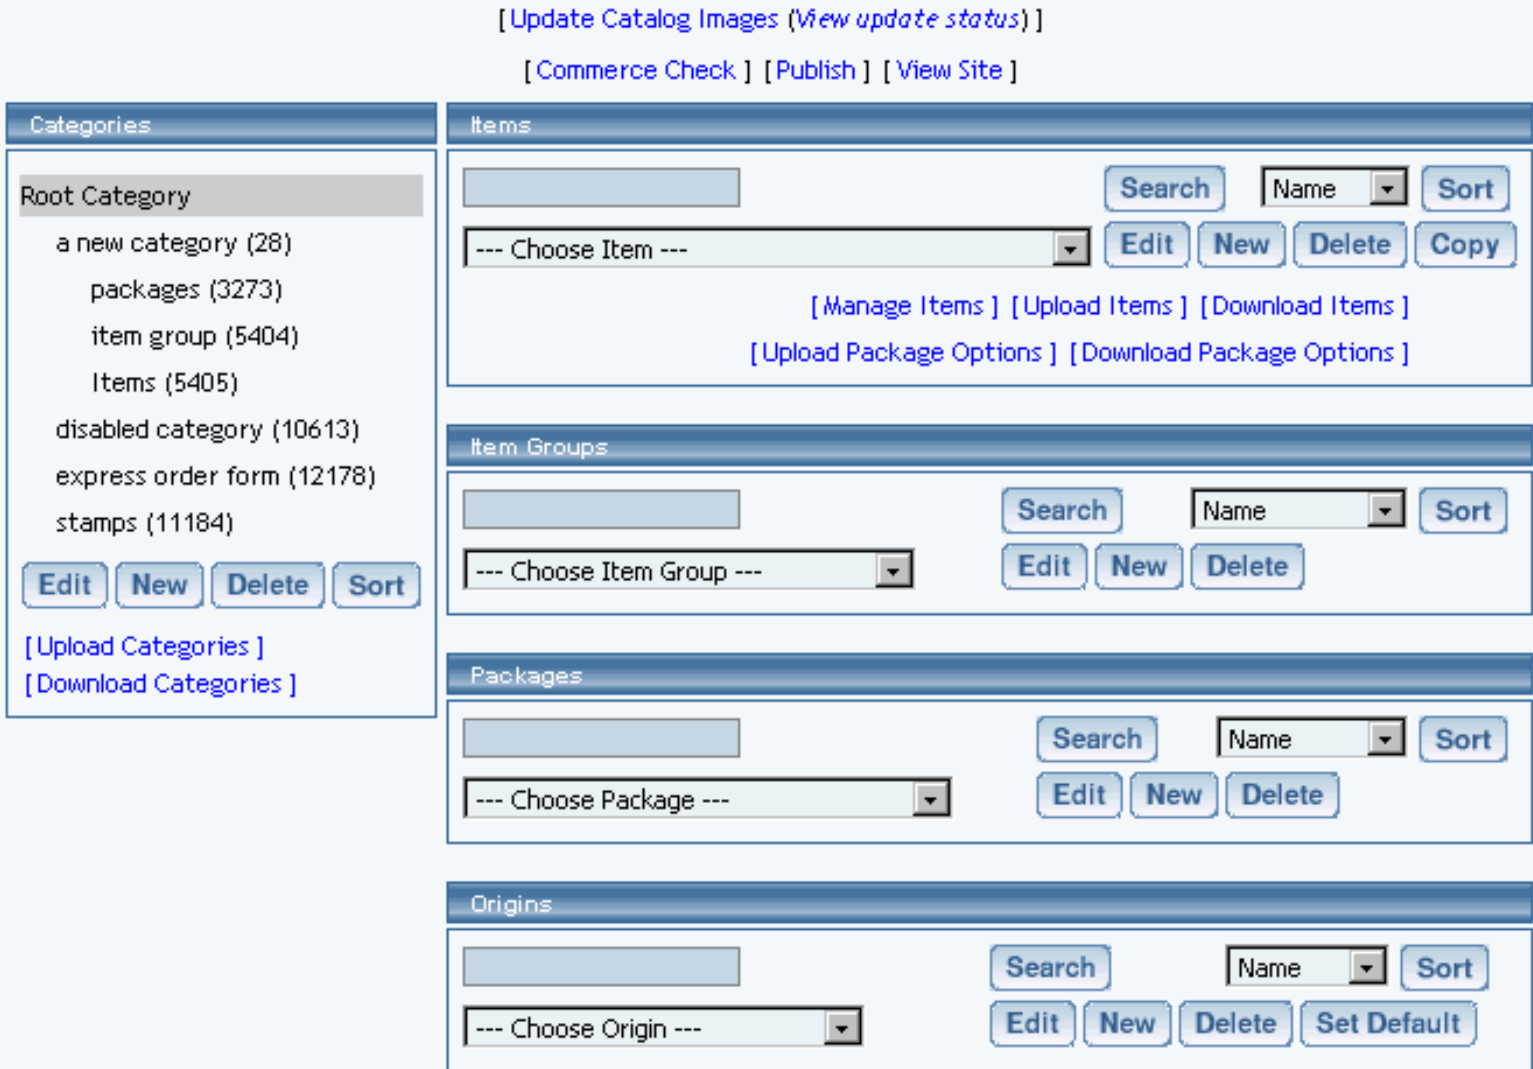 [ Update Catalog Images (View update status) ]
[ Commerce Check ] [ Publish ] [ View Site ]
Categories
Root Category
a new category (28)
packages (3273)
item group (5404)
Items (5405)
disabled category (10613)
express order form (12178)
stamps (11184)
Edit New Delete Sort
[ Upload Categories ]
[ Download Categories ]
Items
Search Name Sort
--- Choose Item --- Edit New Delete Copy
[ Manage Items ] [ Upload Items ] [ Download Items ]
[ Upload Package Options ] [ Download Package Options ]
Item Groups
Search Name Sort
--- Choose Item Group --- Edit New Delete
Packages
Search Name Sort
--- Choose Package --- Edit New Delete
Origins
Search Name Sort
--- Choose Origin --- Edit New Delete Set Default